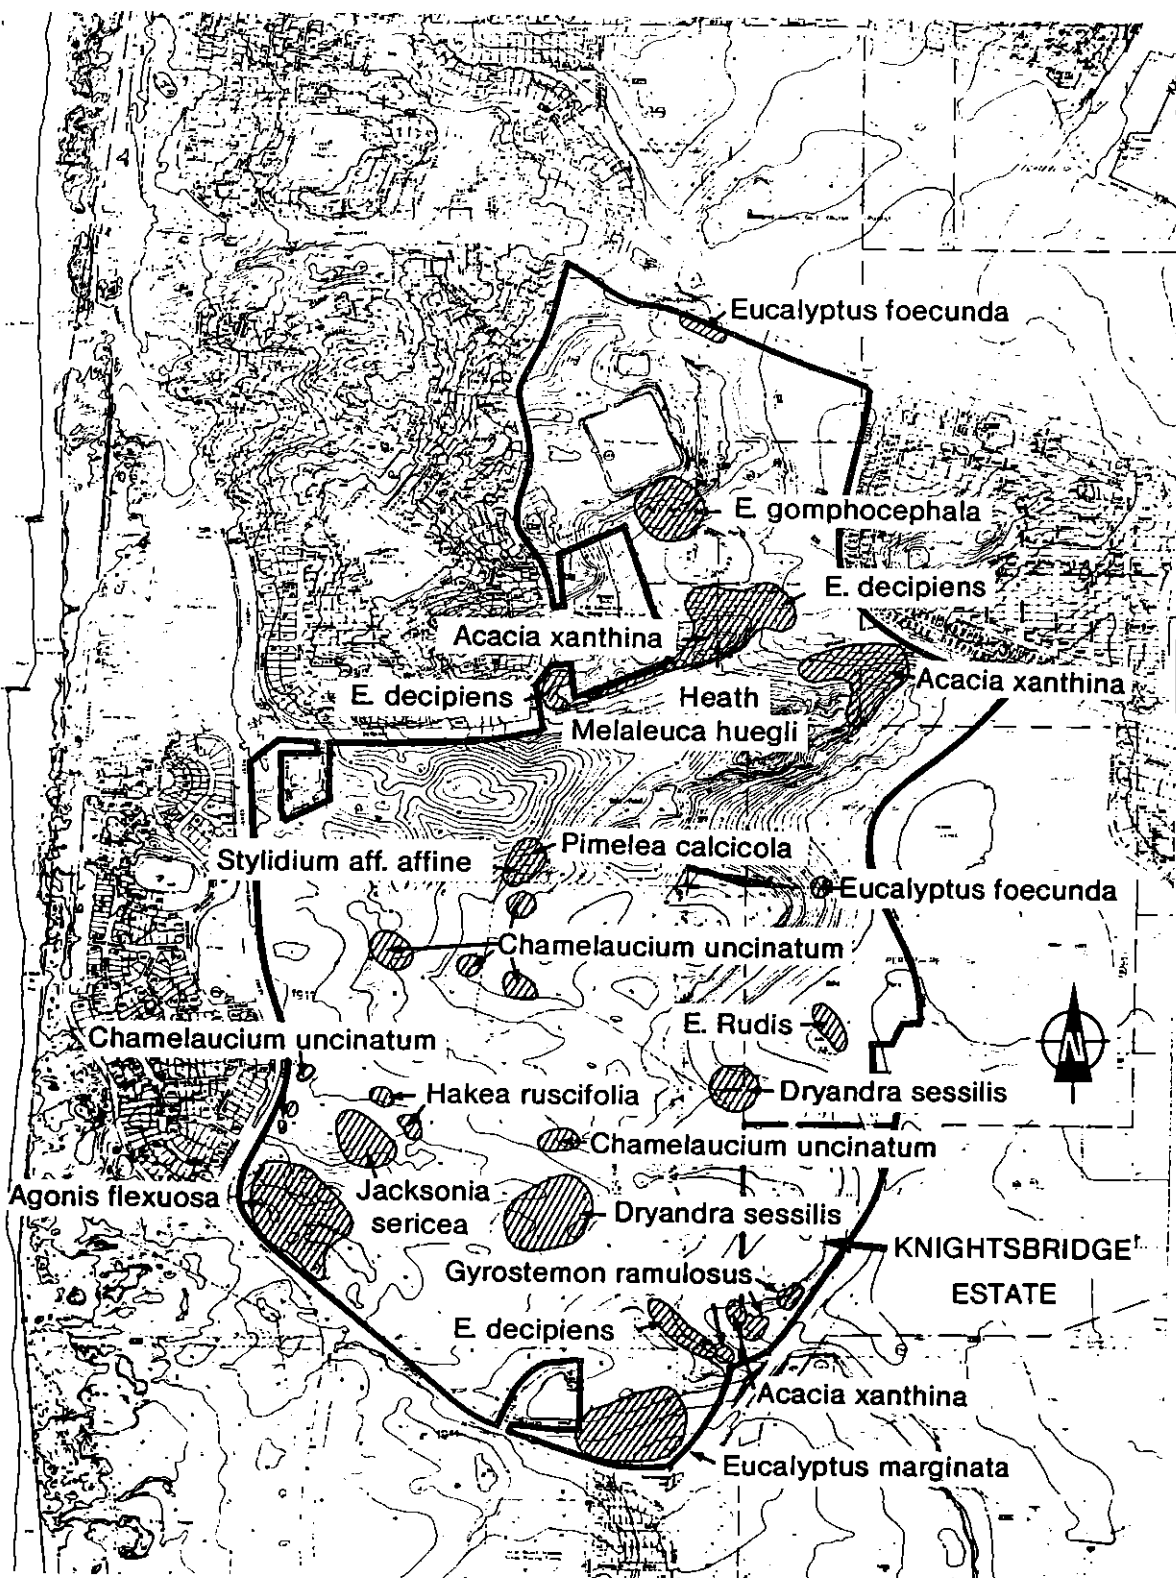 Eucalyptus foecunda
E. gomphocephala
E. decipiens
Acacia xanthina
Acacia xanthina
E. decipiens
Heath
Melaleuca huegli
Pimelea calcicola
Stylidium aff. affine
Eucalyptus foecunda
Chamelaucium uncinatum
E. Rudis
Chamelaucium uncinatum
Hakea ruscifolia
Dryandra sessilis
Chamelaucium uncinatum
Agonis flexuosa
Jacksonia
sericea
Dryandra sessilis
KNIGHTSBRIDGE
ESTATE
Gyrostemon ramulosus
E. decipiens
Acacia xanthina
Eucalyptus marginata
N